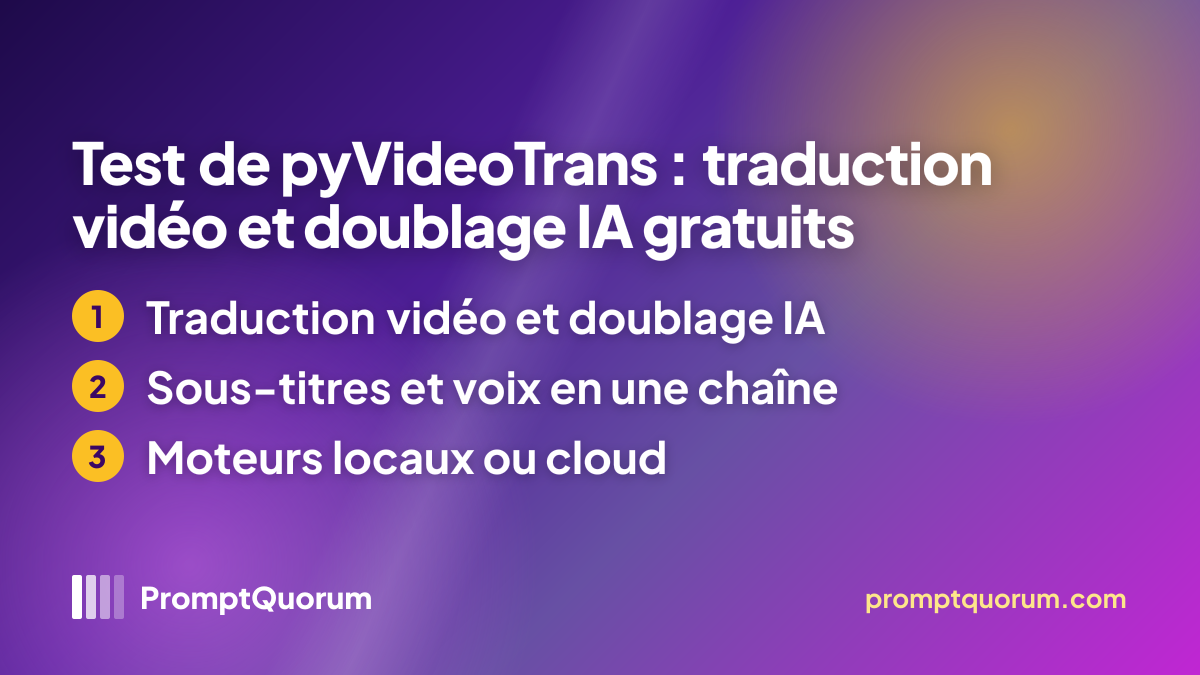 Test de pyVideoTrans : traduction
vidéo et doublage IA gratuits
1 Traduction vidéo et doublage IA
2 Sous-titres et voix en une chaîne
3 Moteurs locaux ou cloud
PromptQuorum
promptquorum.com